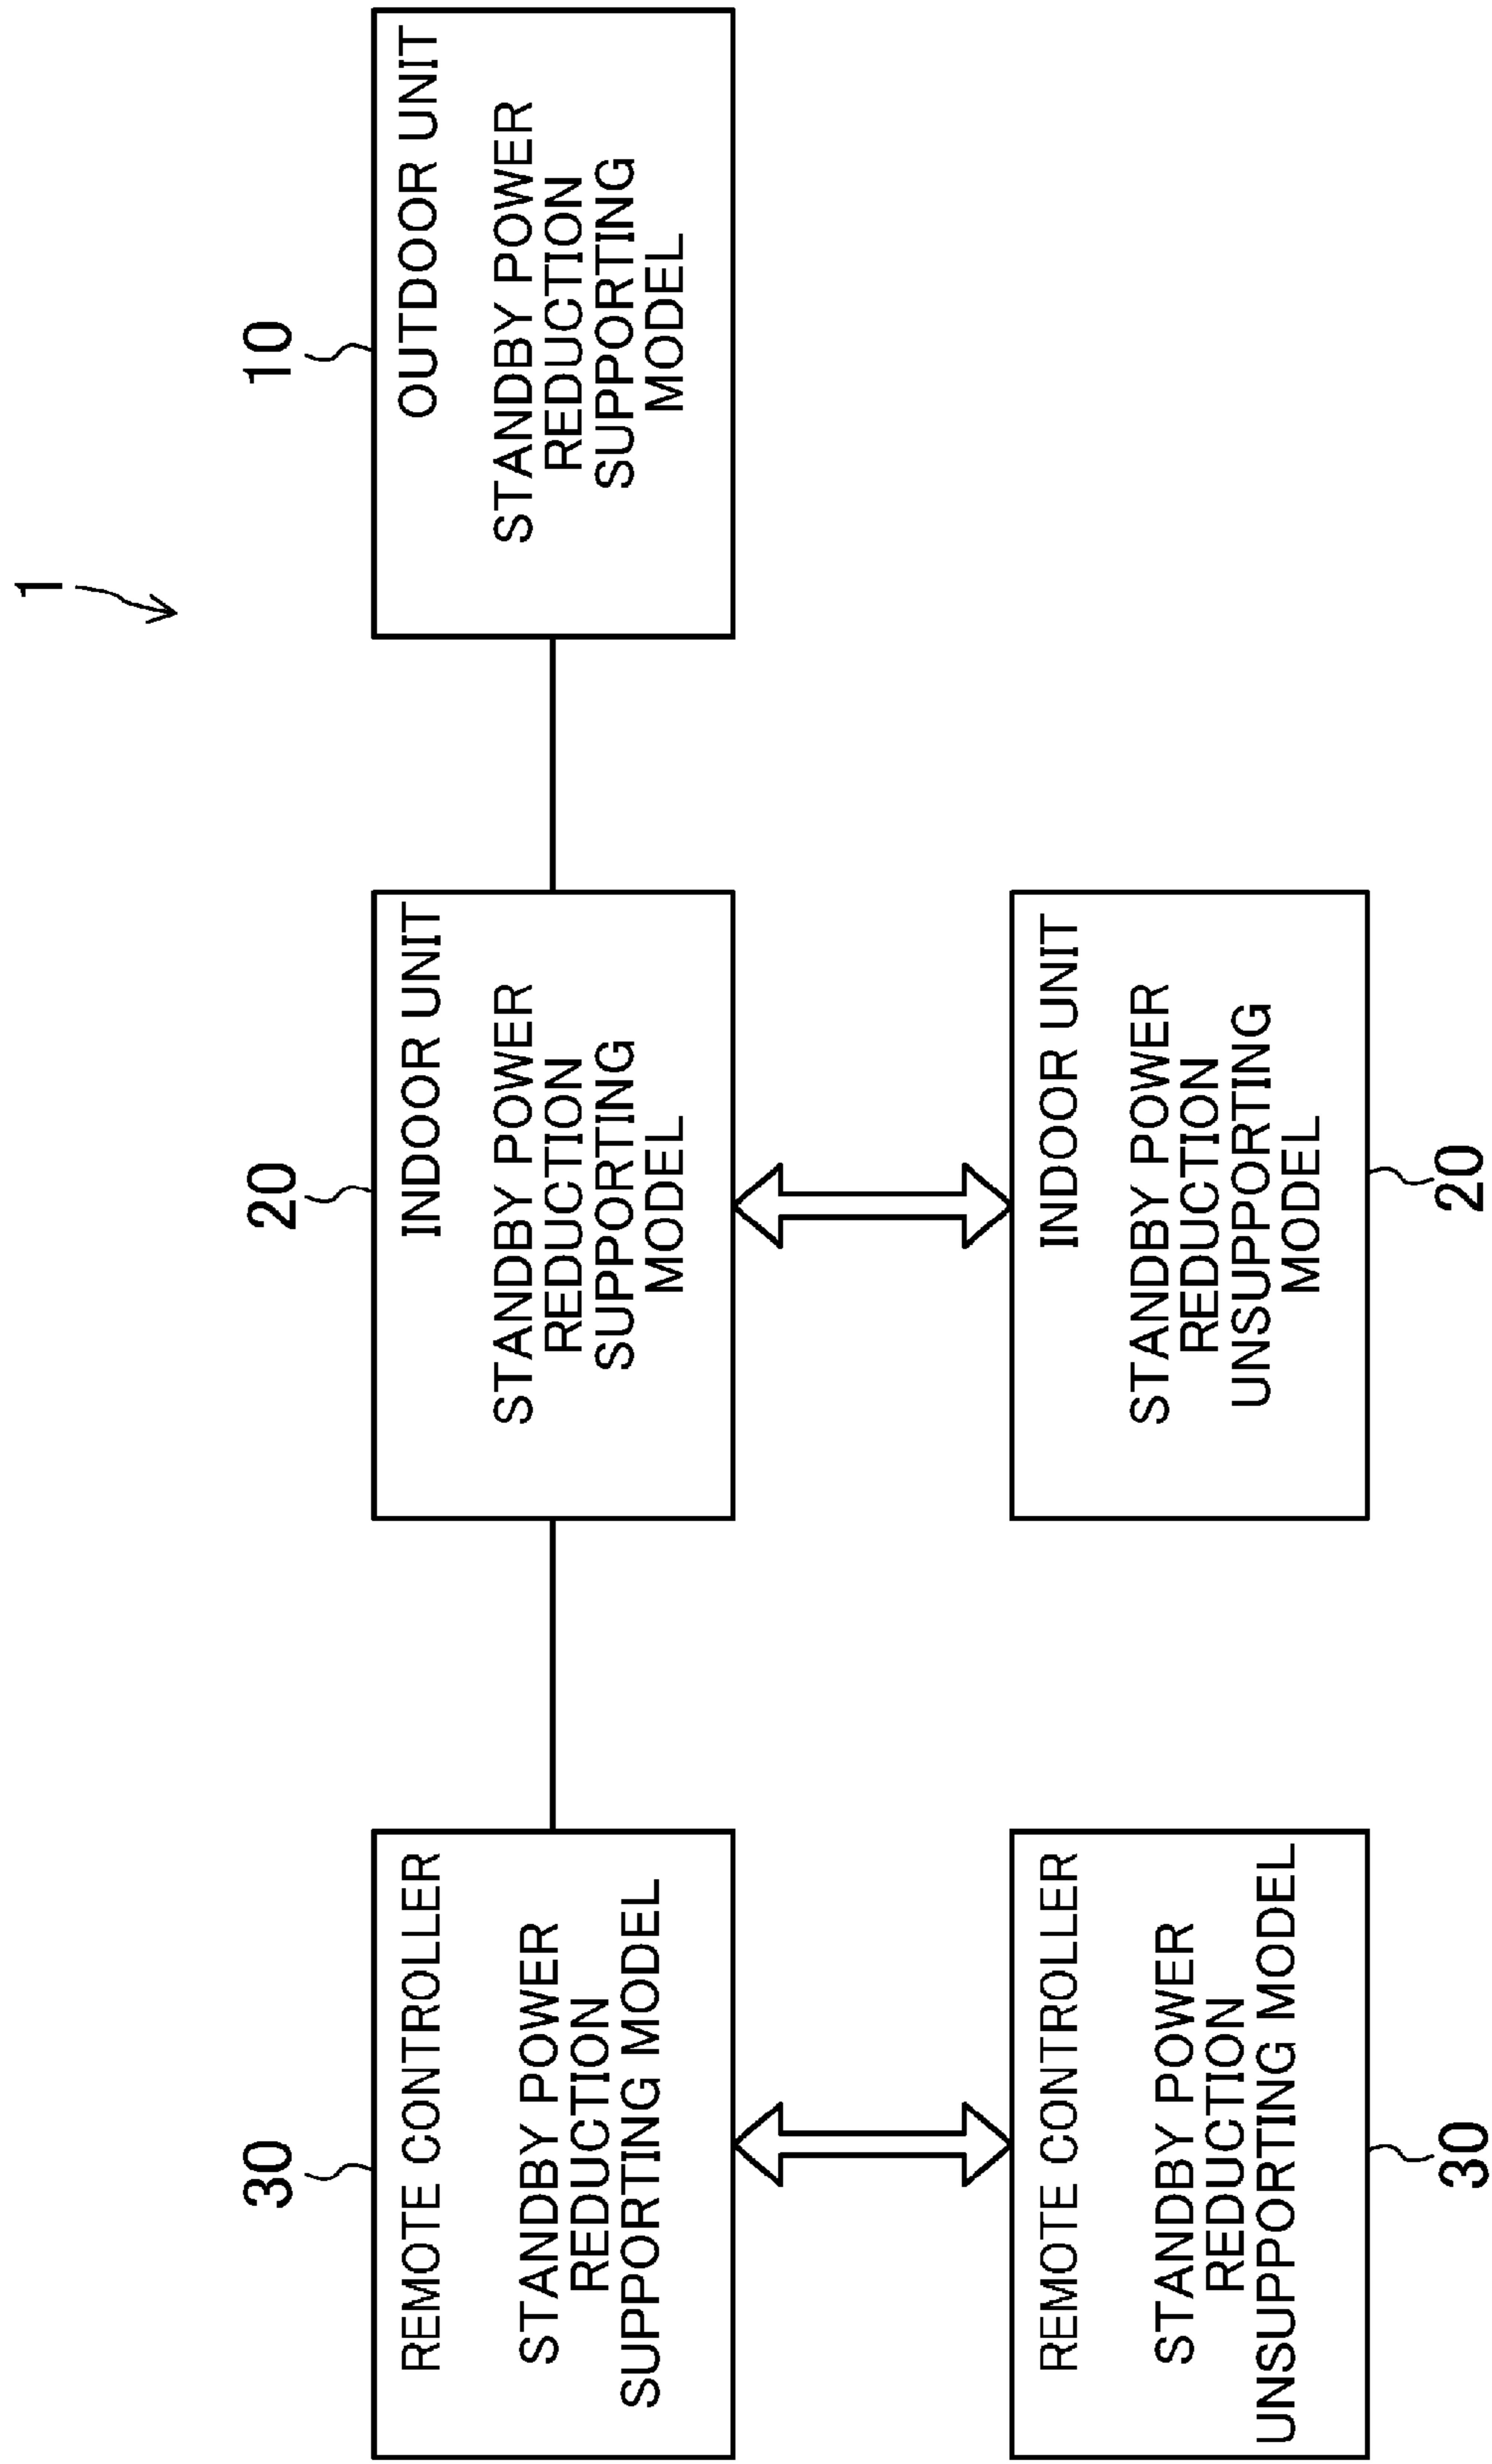 1
30
REMOTE CONTROLLER
STANDBY POWER
REDUCTION
SUPPORTING MODEL
20
INDOOR UNIT
STANDBY POWER
REDUCTION
SUPPORTING
MODEL
10
OUTDOOR UNIT
STANDBY POWER
REDUCTION
SUPPORTING
MODEL
REMOTE CONTROLLER
STANDBY POWER
REDUCTION
UNSUPPORTING MODEL
30
INDOOR UNIT
STANDBY POWER
REDUCTION
UNSUPPORTING
MODEL
20